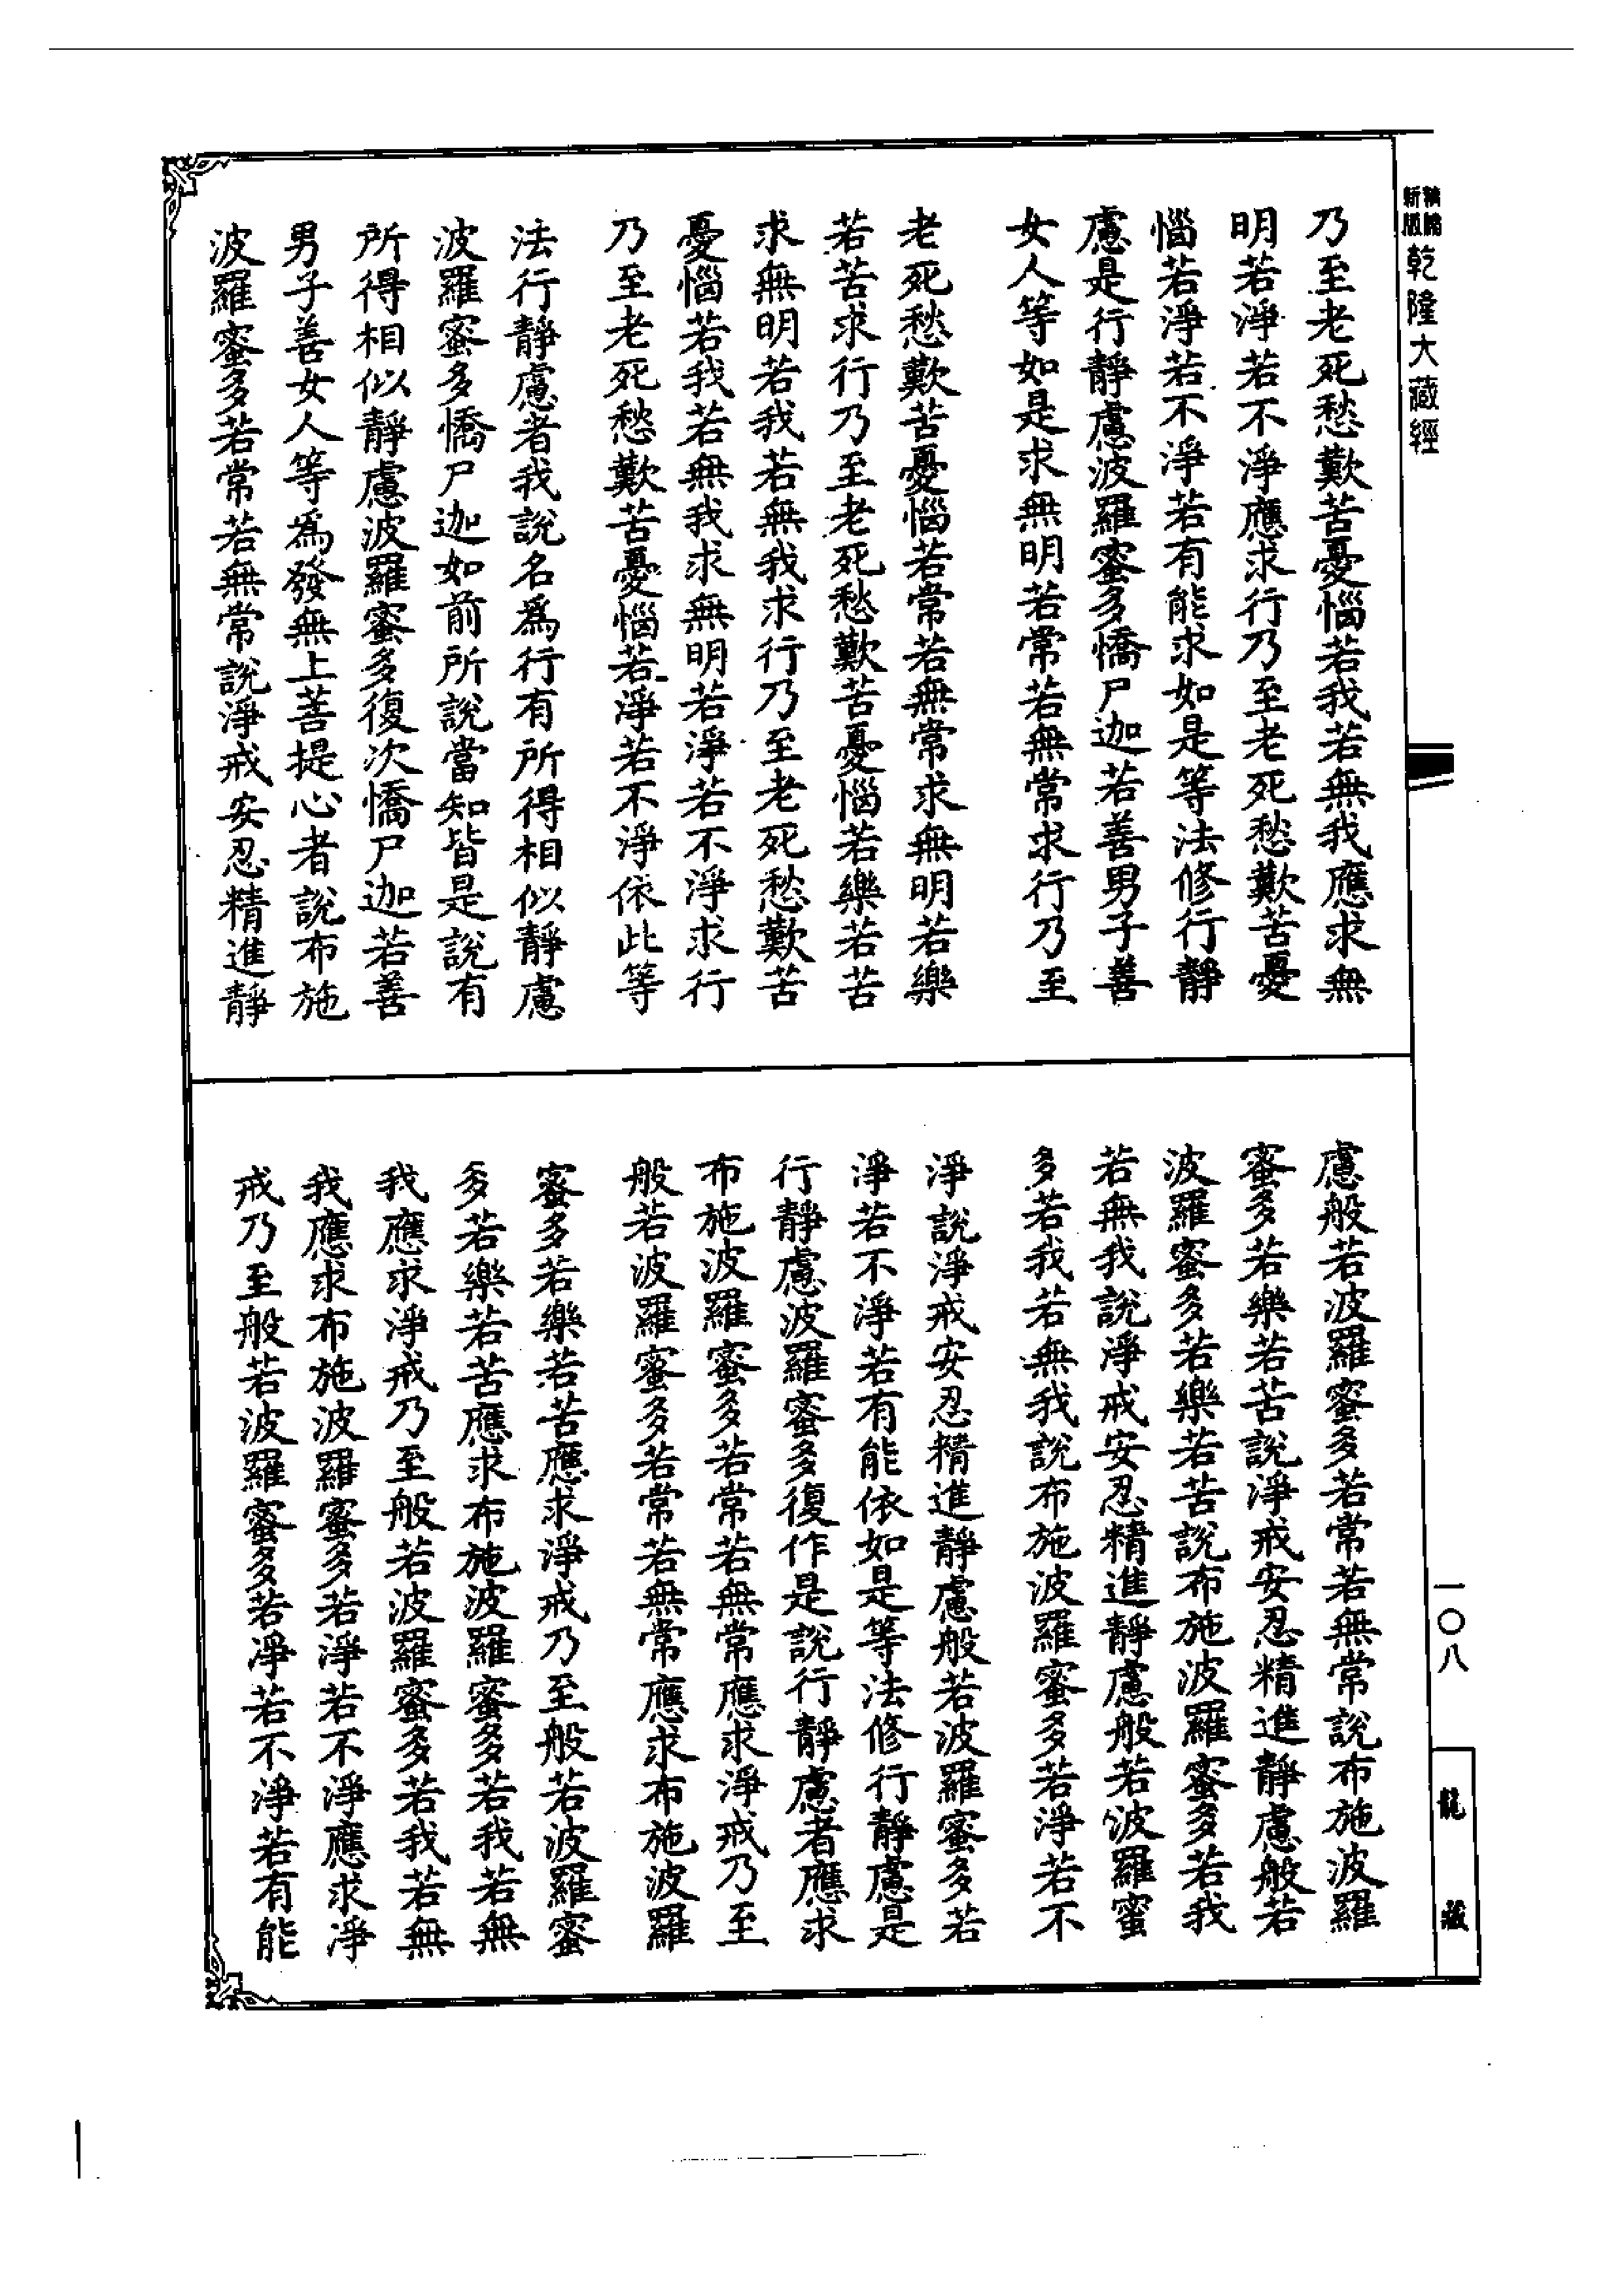 新版
精縮
乾隆大藏經
乃至老死愁歎苦憂惱若我若無我應求無
明若淨若不淨應求行乃至老死愁歎苦憂
惱若淨若不淨若有能求如是等法修行靜
慮是行靜慮波羅蜜多憍尸迦若善男子善
女人等如是求無明若常若無常求行乃至
老死愁歎苦憂惱若常若無常求無明若樂
若苦求行乃至老死愁歎苦憂惱若樂若苦
求無明若我若無我求行乃至老死愁歎苦
憂惱若我若無我求無明若淨若不淨求行
乃至老死愁歎苦憂惱若淨若不淨依此等
法行靜慮者我說名為行有所得相似靜慮
波羅蜜多憍尸迦如前所說當知皆是說有
所得相似靜慮波羅蜜多復次憍尸迦若善
男子善女人等為發無上菩提心者說布施
波羅蜜多若常若無常說淨戒安忍精進靜
慮般若波羅蜜多若常若無常說布施波羅
蜜多若樂若苦說淨戒安忍精進靜慮般若
波羅蜜多若樂若苦說布施波羅蜜多若我
若無我說淨戒安忍精進靜慮般若波羅蜜
多若我若無我說布施波羅蜜多若淨若不
淨說淨戒安忍精進靜慮般若波羅蜜多若
淨若不淨若有能依如是等法修行靜慮是
行靜慮波羅蜜多復作是說行靜慮者應求
布施波羅蜜多若常若無常應求淨戒乃至
般若波羅蜜多若常若無常應求布施波羅
蜜多若樂若苦應求淨戒乃至般若波羅蜜
多若樂若苦應求布施波羅蜜多若我若無
我應求淨戒乃至般若波羅蜜多若我若無
我應求布施波羅蜜多若淨若不淨應求淨
戒乃至般若波羅蜜多若淨若不淨若有能
一〇八
龍藏